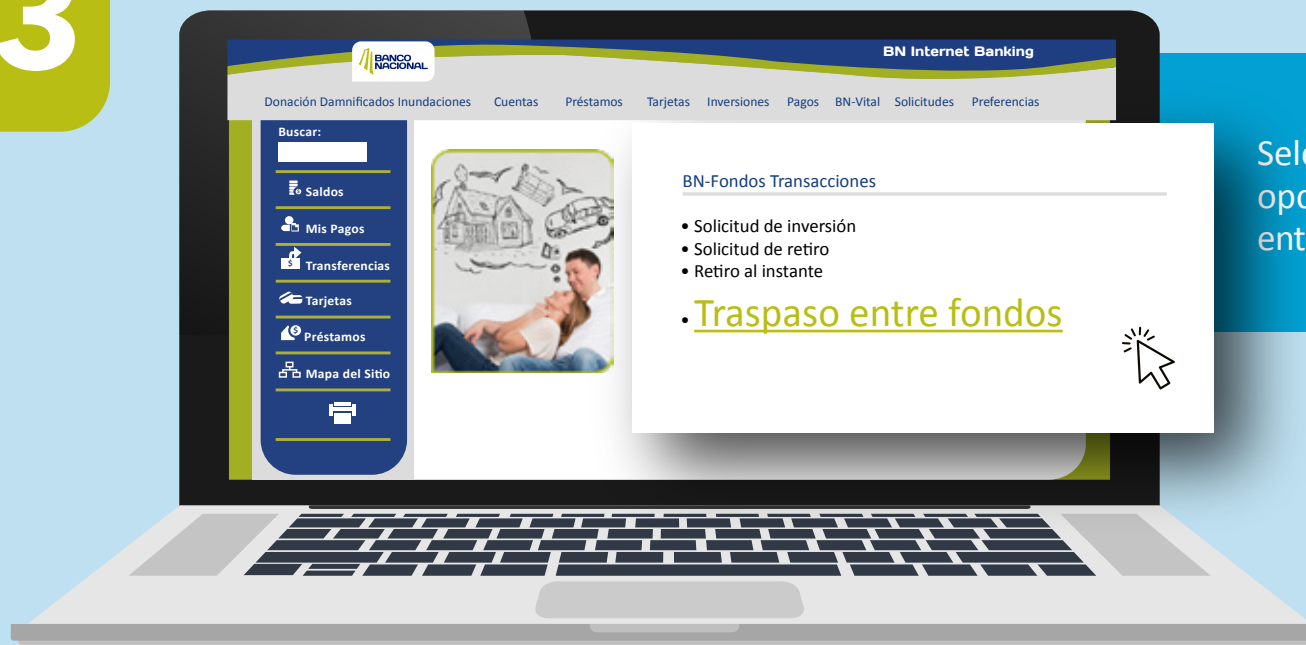 3
BANCO
NACIONAL
BN Internet Banking
Donación Damnificados Inundaciones Cuentas Préstamos Tarjetas Inversiones Pagos BN-Vital Solicitudes Preferencias
Buscar:
Saldos
Mis Pagos
Transferencias
Tarjetas
Préstamos
Mapa del Sitio
BN-Fondos Transacciones
• Solicitud de inversión
• Solicitud de retiro
• Retiro al instante
• Traspaso entre fondos